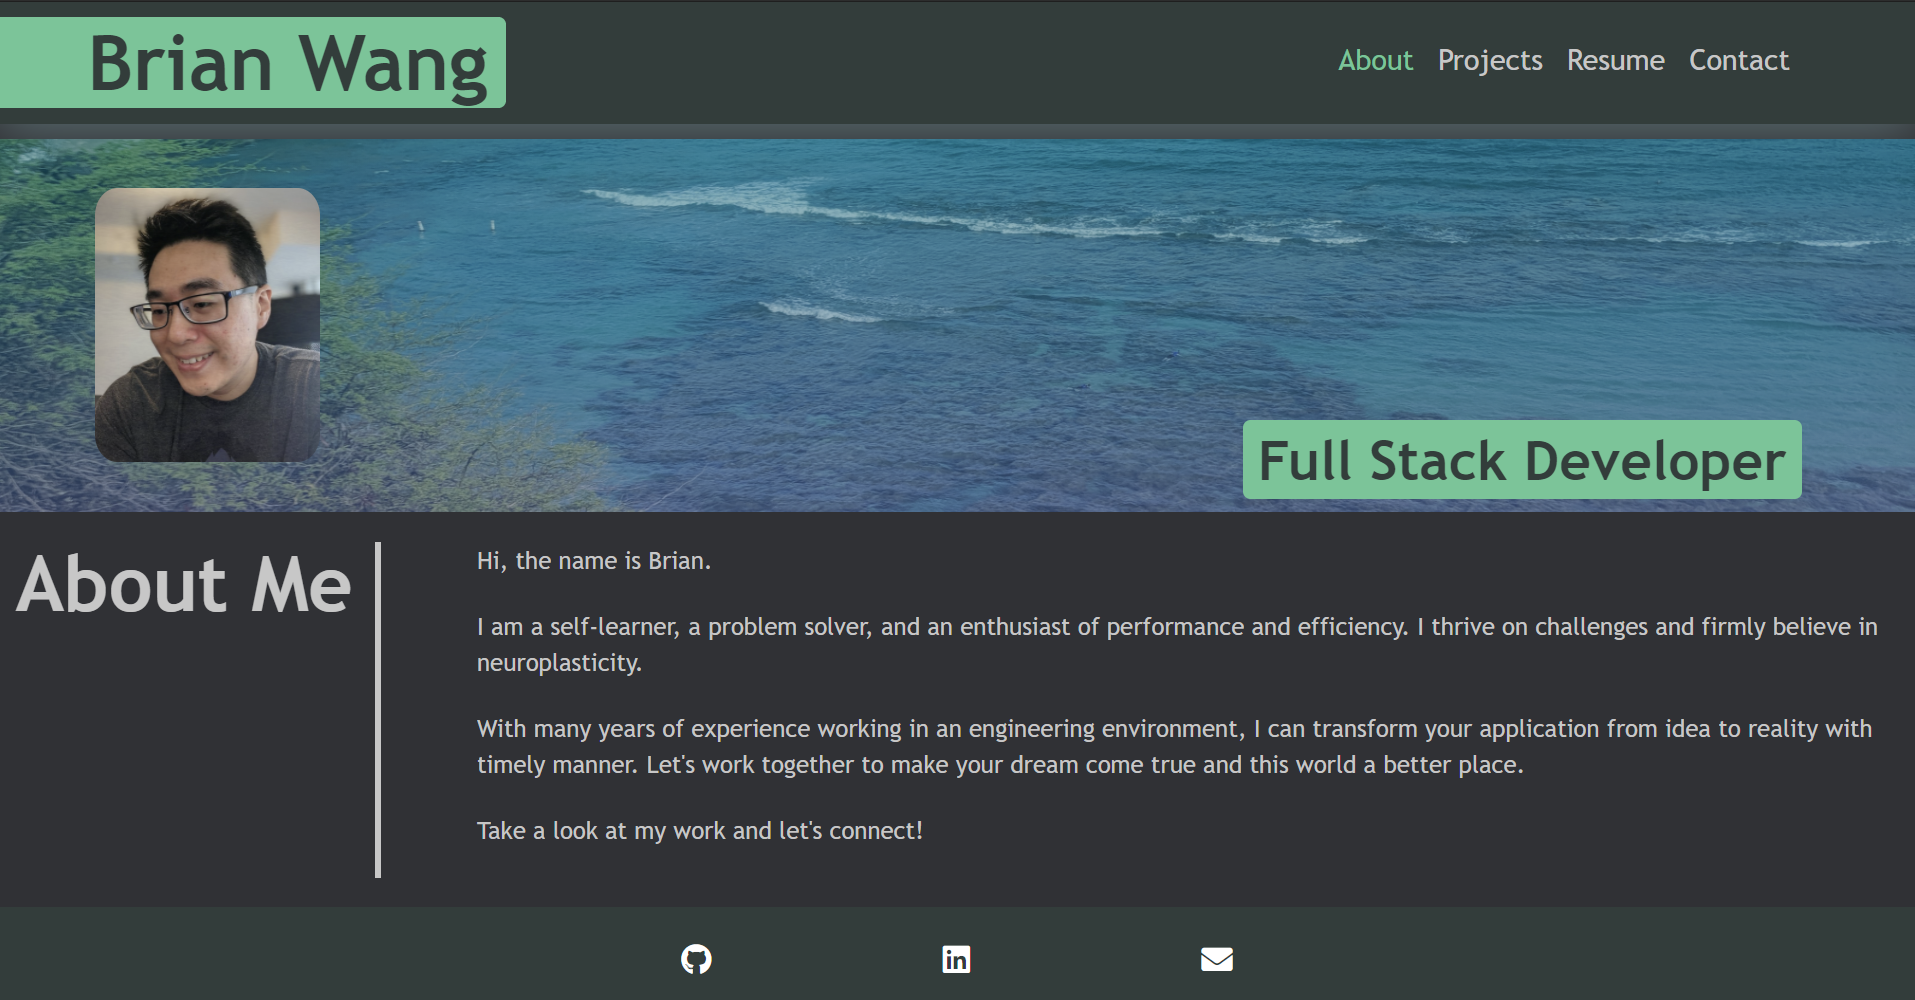 Brian Wang
About Projects Resume Contact
Full Stack Developer
About Me
Hi, the name is Brian.
I am a self-learner, a problem solver, and an enthusiast of performance and efficiency. I thrive on challenges and firmly believe in
neuroplasticity.
With many years of experience working in an engineering environment, I can transform your application from idea to reality with
timely manner. Let's work together to make your dream come true and this world a better place.
Take a look at my work and let's connect!
in